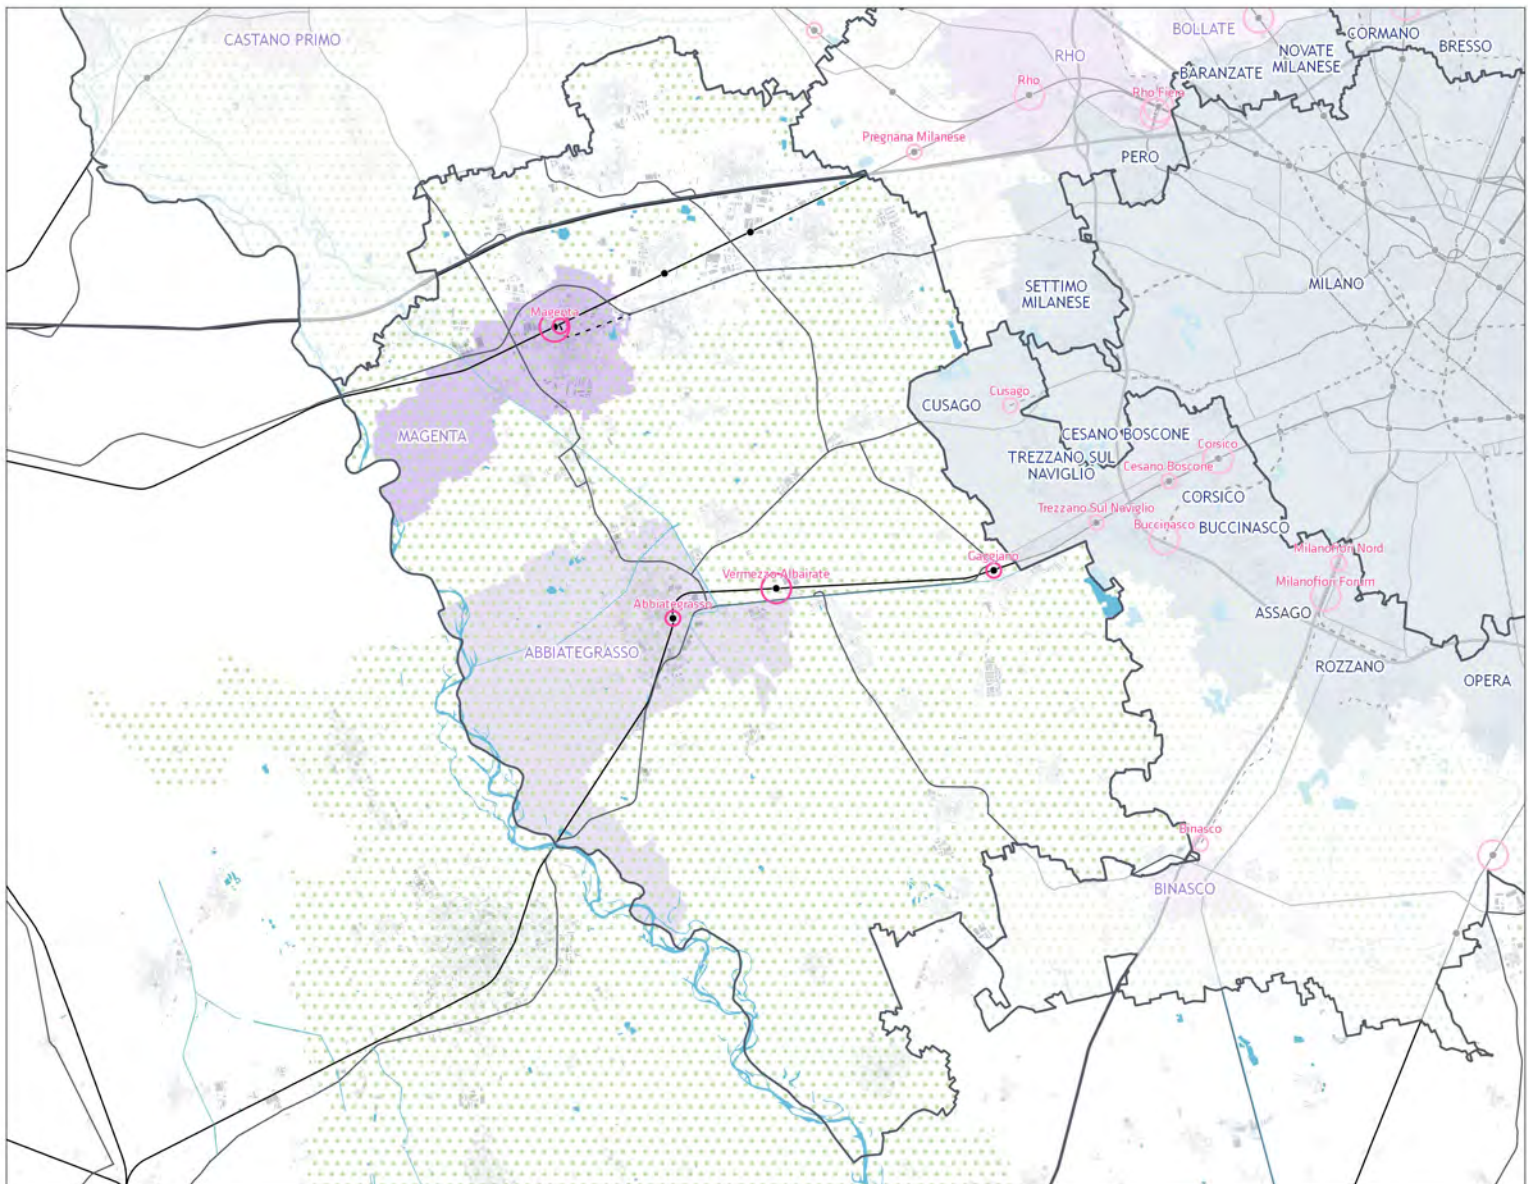 CASTANO PRIMO
BOLLATE
CORMANO
BRESSO
NOVATE
MILANESE
RHO
BARANZATE
Rho
Rho Fiera
Pregnana Milanese
PERO
SETTIMO
MILANESE
MILANO
Magenta
Cusago
CUSAGO
MAGENTA
CESANO BOSCONE
Corsico
TREZZANO SUL
NAVIGLIO
Cesano Boscone
CORSICO
Trezzano Sul Naviglio
Buccinasco
BUCCINASCO
Milanofiori Nord
Gaggiano
Vermezzo-Albairate
Milanofiori Forum
Abbiategrasso
ASSAGO
ABBIATEGRASSO
ROZZANO
OPERA
Binasco
BINASCO